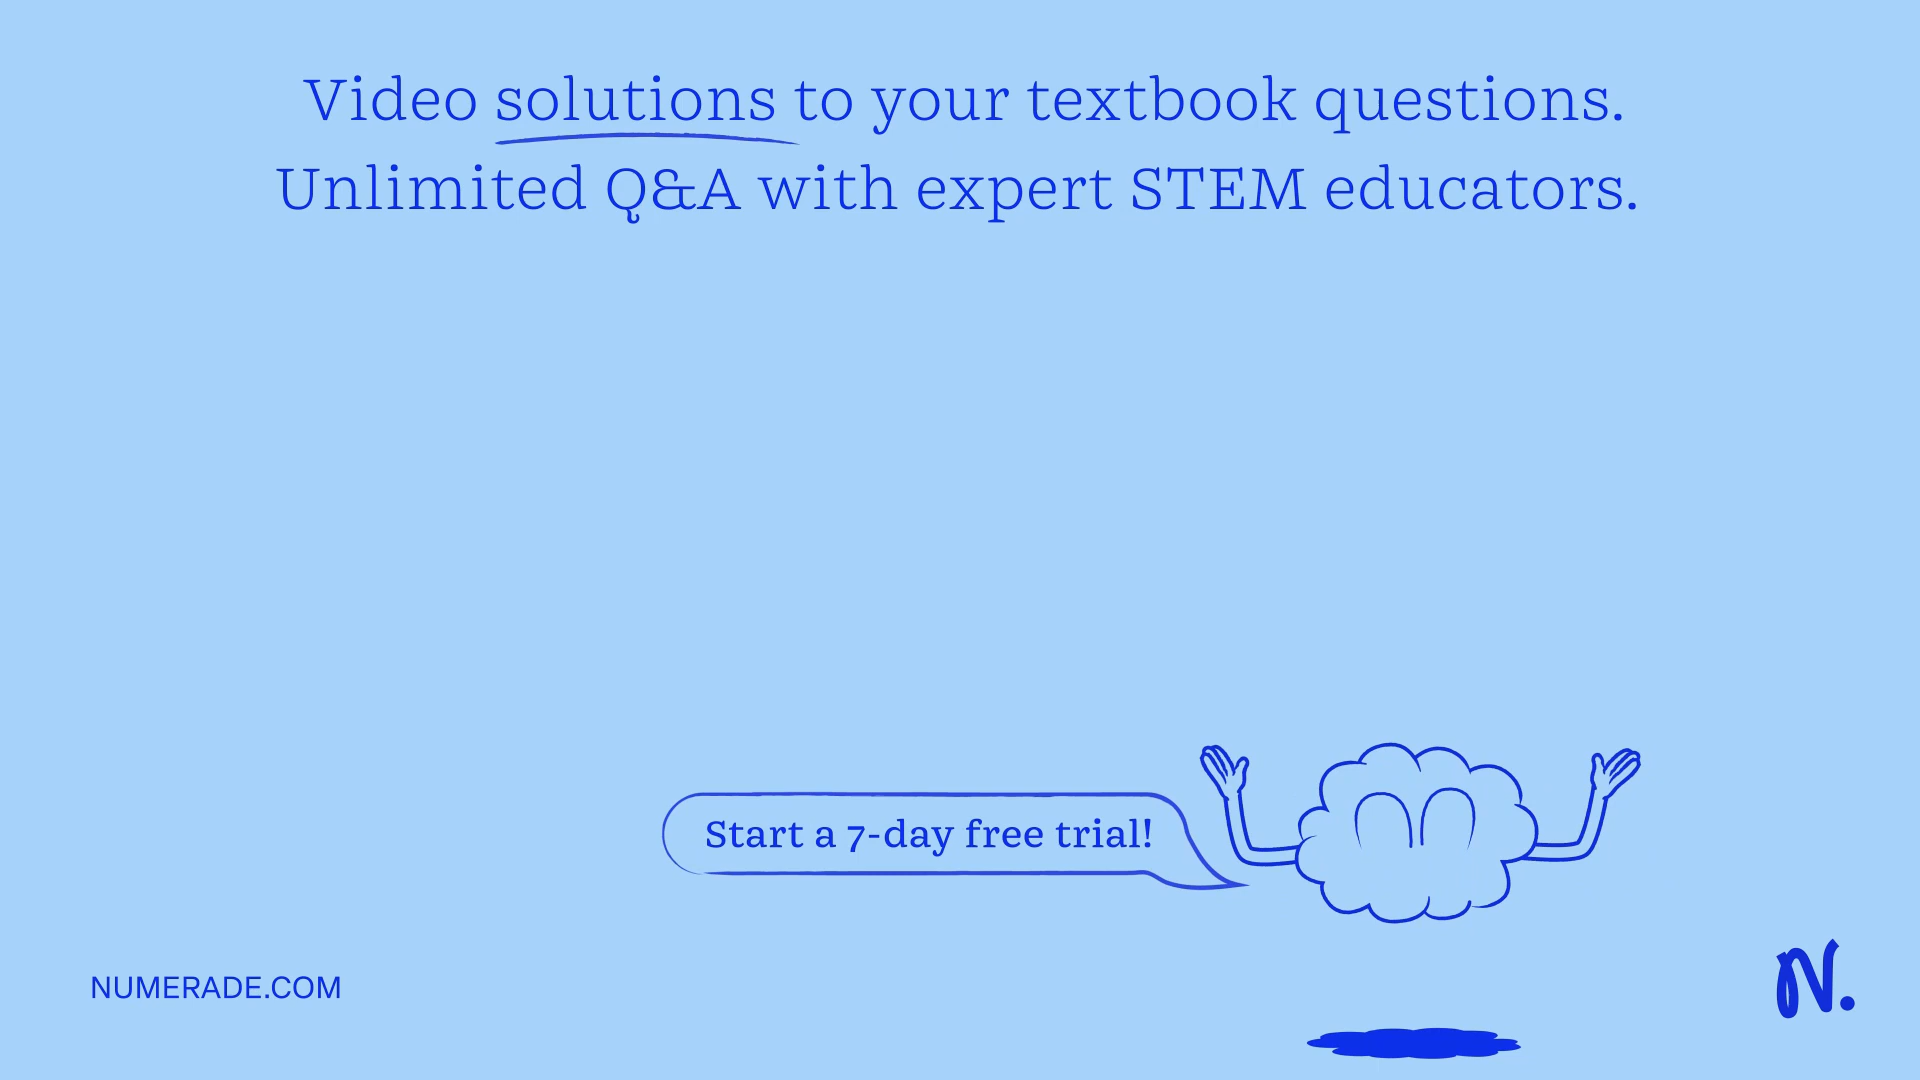 Video solutions to your textbook questions.
Unlimited Q&A with expert STEM educators.
Start a 7-day free trial!
NUMERADE.COM
N.